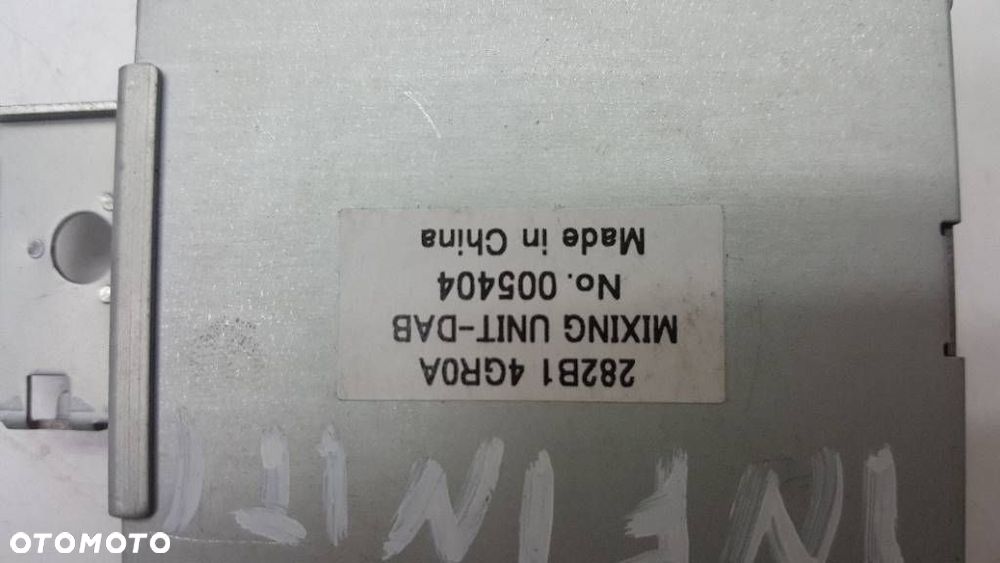 INFINITI
282B1 4GR0A
MIXING UNIT-DAB
No. 005404
Made in China
OTOMOTO